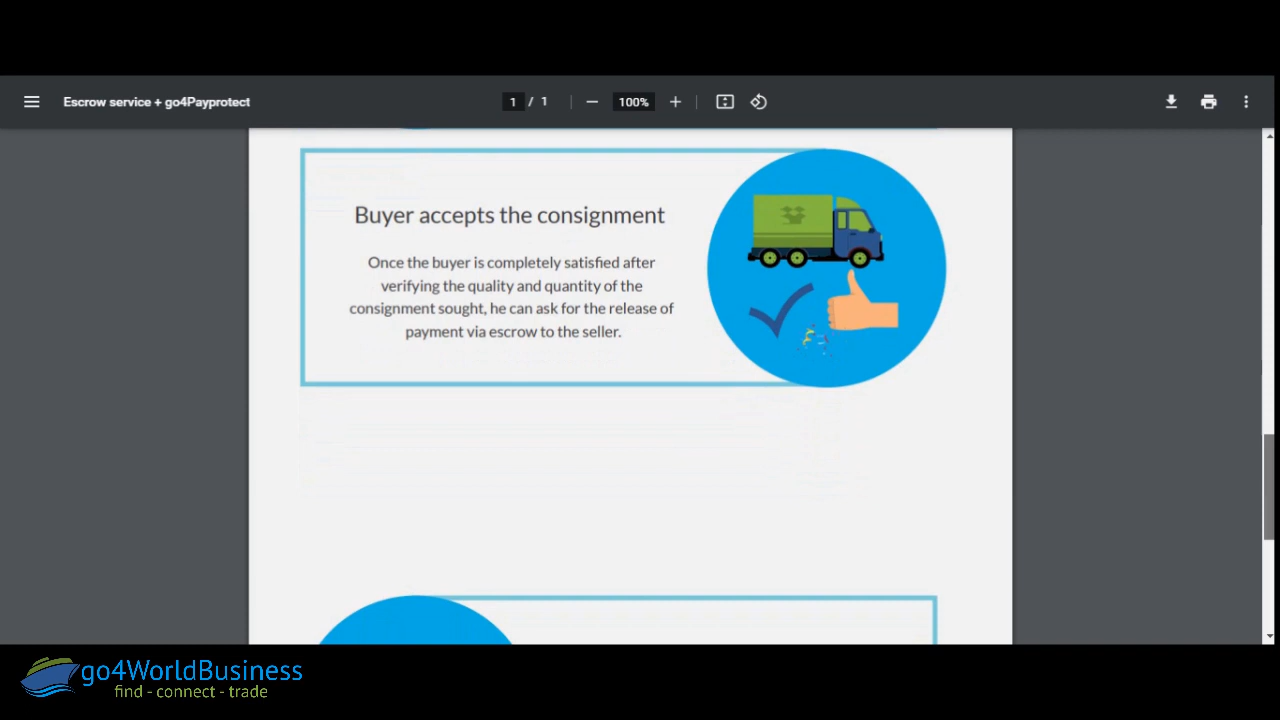 Escrow service + go4Payprotect
1 / 1
100%
Buyer accepts the consignment
Once the buyer is completely satisfied after
verifying the quality and quantity of the
consignment sought, he can ask for the release of
payment via escrow to the seller.
go4WorldBusiness
find - connect - trade